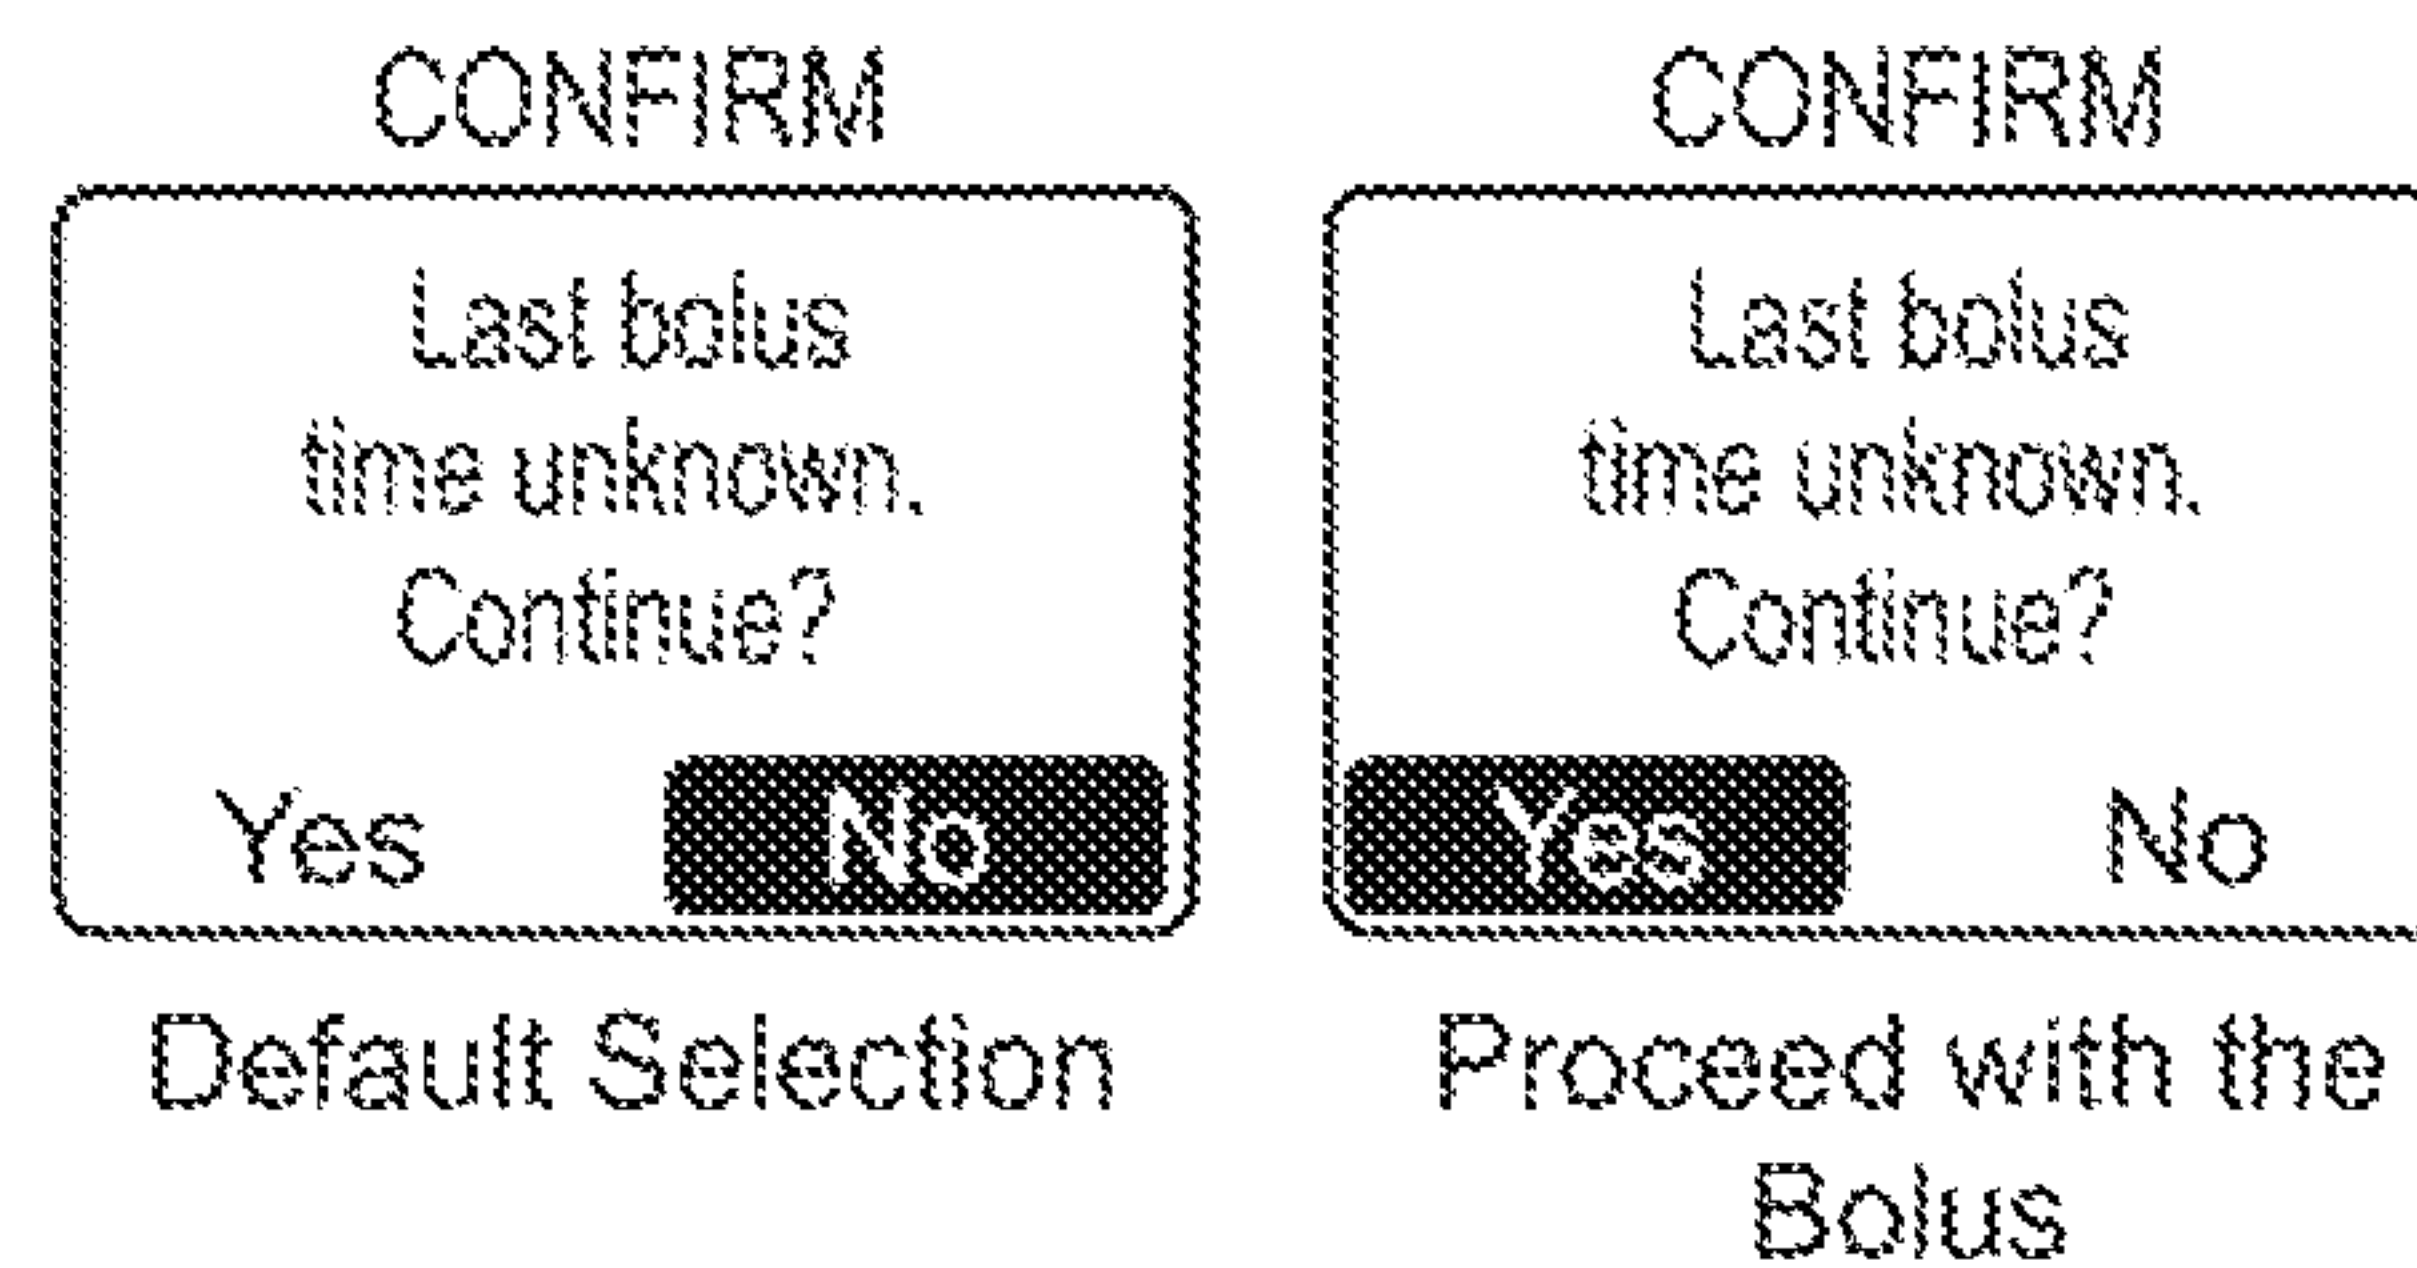 CONFIRM
Last bolus
time unknown.
Continue?
Yes No
Default Selection
CONFIRM
Last bolus
time unknown.
Continue?
Yes No
Proceed with the
Bolus